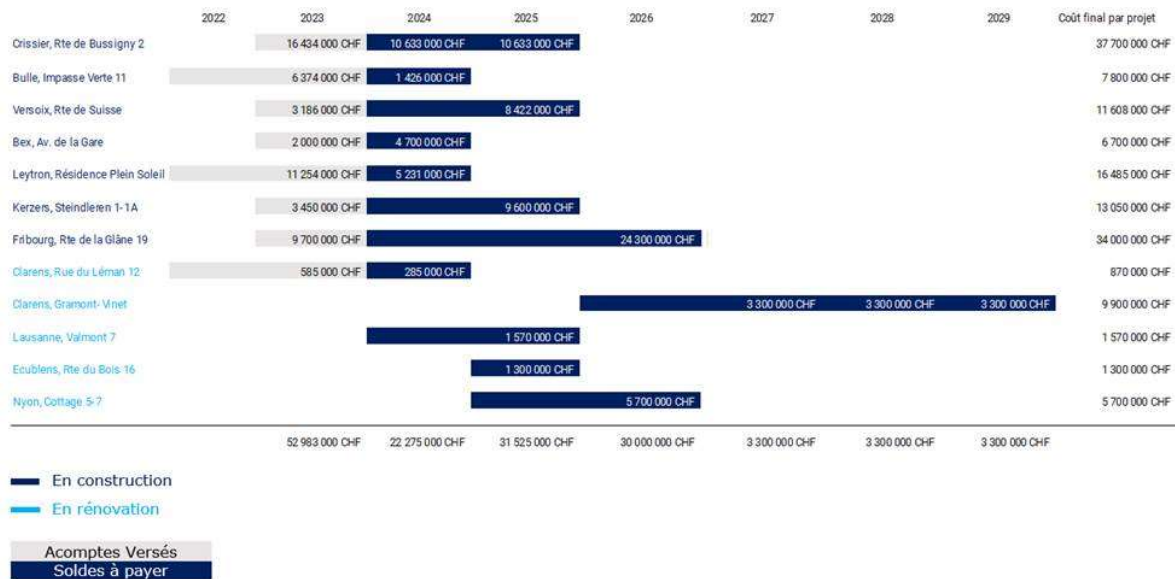 2022 2023 2024 2025 2026 2027 2028 2029 Coût final par projet
Crissier, Rte de Bussigny 2 16 434 000 CHF 10 633 000 CHF 10 633 000 CHF 37 700 000 CHF
Bulle, Impasse Verte 11 6 374 000 CHF 1 426 000 CHF 7 800 000 CHF
Versoix, Rte de Suisse 3 186 000 CHF 8 422 000 CHF 11 608 000 CHF
Bex, Av. de la Gare 2 000 000 CHF 4 700 000 CHF 6 700 000 CHF
Leytron, Résidence Plein Soleil 11 254 000 CHF 5 231 000 CHF 16 485 000 CHF
Kerzers, Steindleren 1-1A 3 450 000 CHF 9 600 000 CHF 13 050 000 CHF
Fribourg, Rte de la Glâne 19 9 700 000 CHF 24 300 000 CHF 34 000 000 CHF
Clarens, Rue du Léman 12 585 000 CHF 285 000 CHF 870 000 CHF
Clarens, Gramont-Vinet 3 300 000 CHF 3 300 000 CHF 3 300 000 CHF 9 900 000 CHF
Lausanne, Valmont 7 1 570 000 CHF 1 570 000 CHF
Ecublens, Rte du Bois 16 1 300 000 CHF 1 300 000 CHF
Nyon, Cottage 5-7 5 700 000 CHF 5 700 000 CHF
52 983 000 CHF 22 275 000 CHF 31 525 000 CHF 30 000 000 CHF 3 300 000 CHF 3 300 000 CHF 3 300 000 CHF
En construction
En rénovation
Acomptes Versés
Soldes à payer